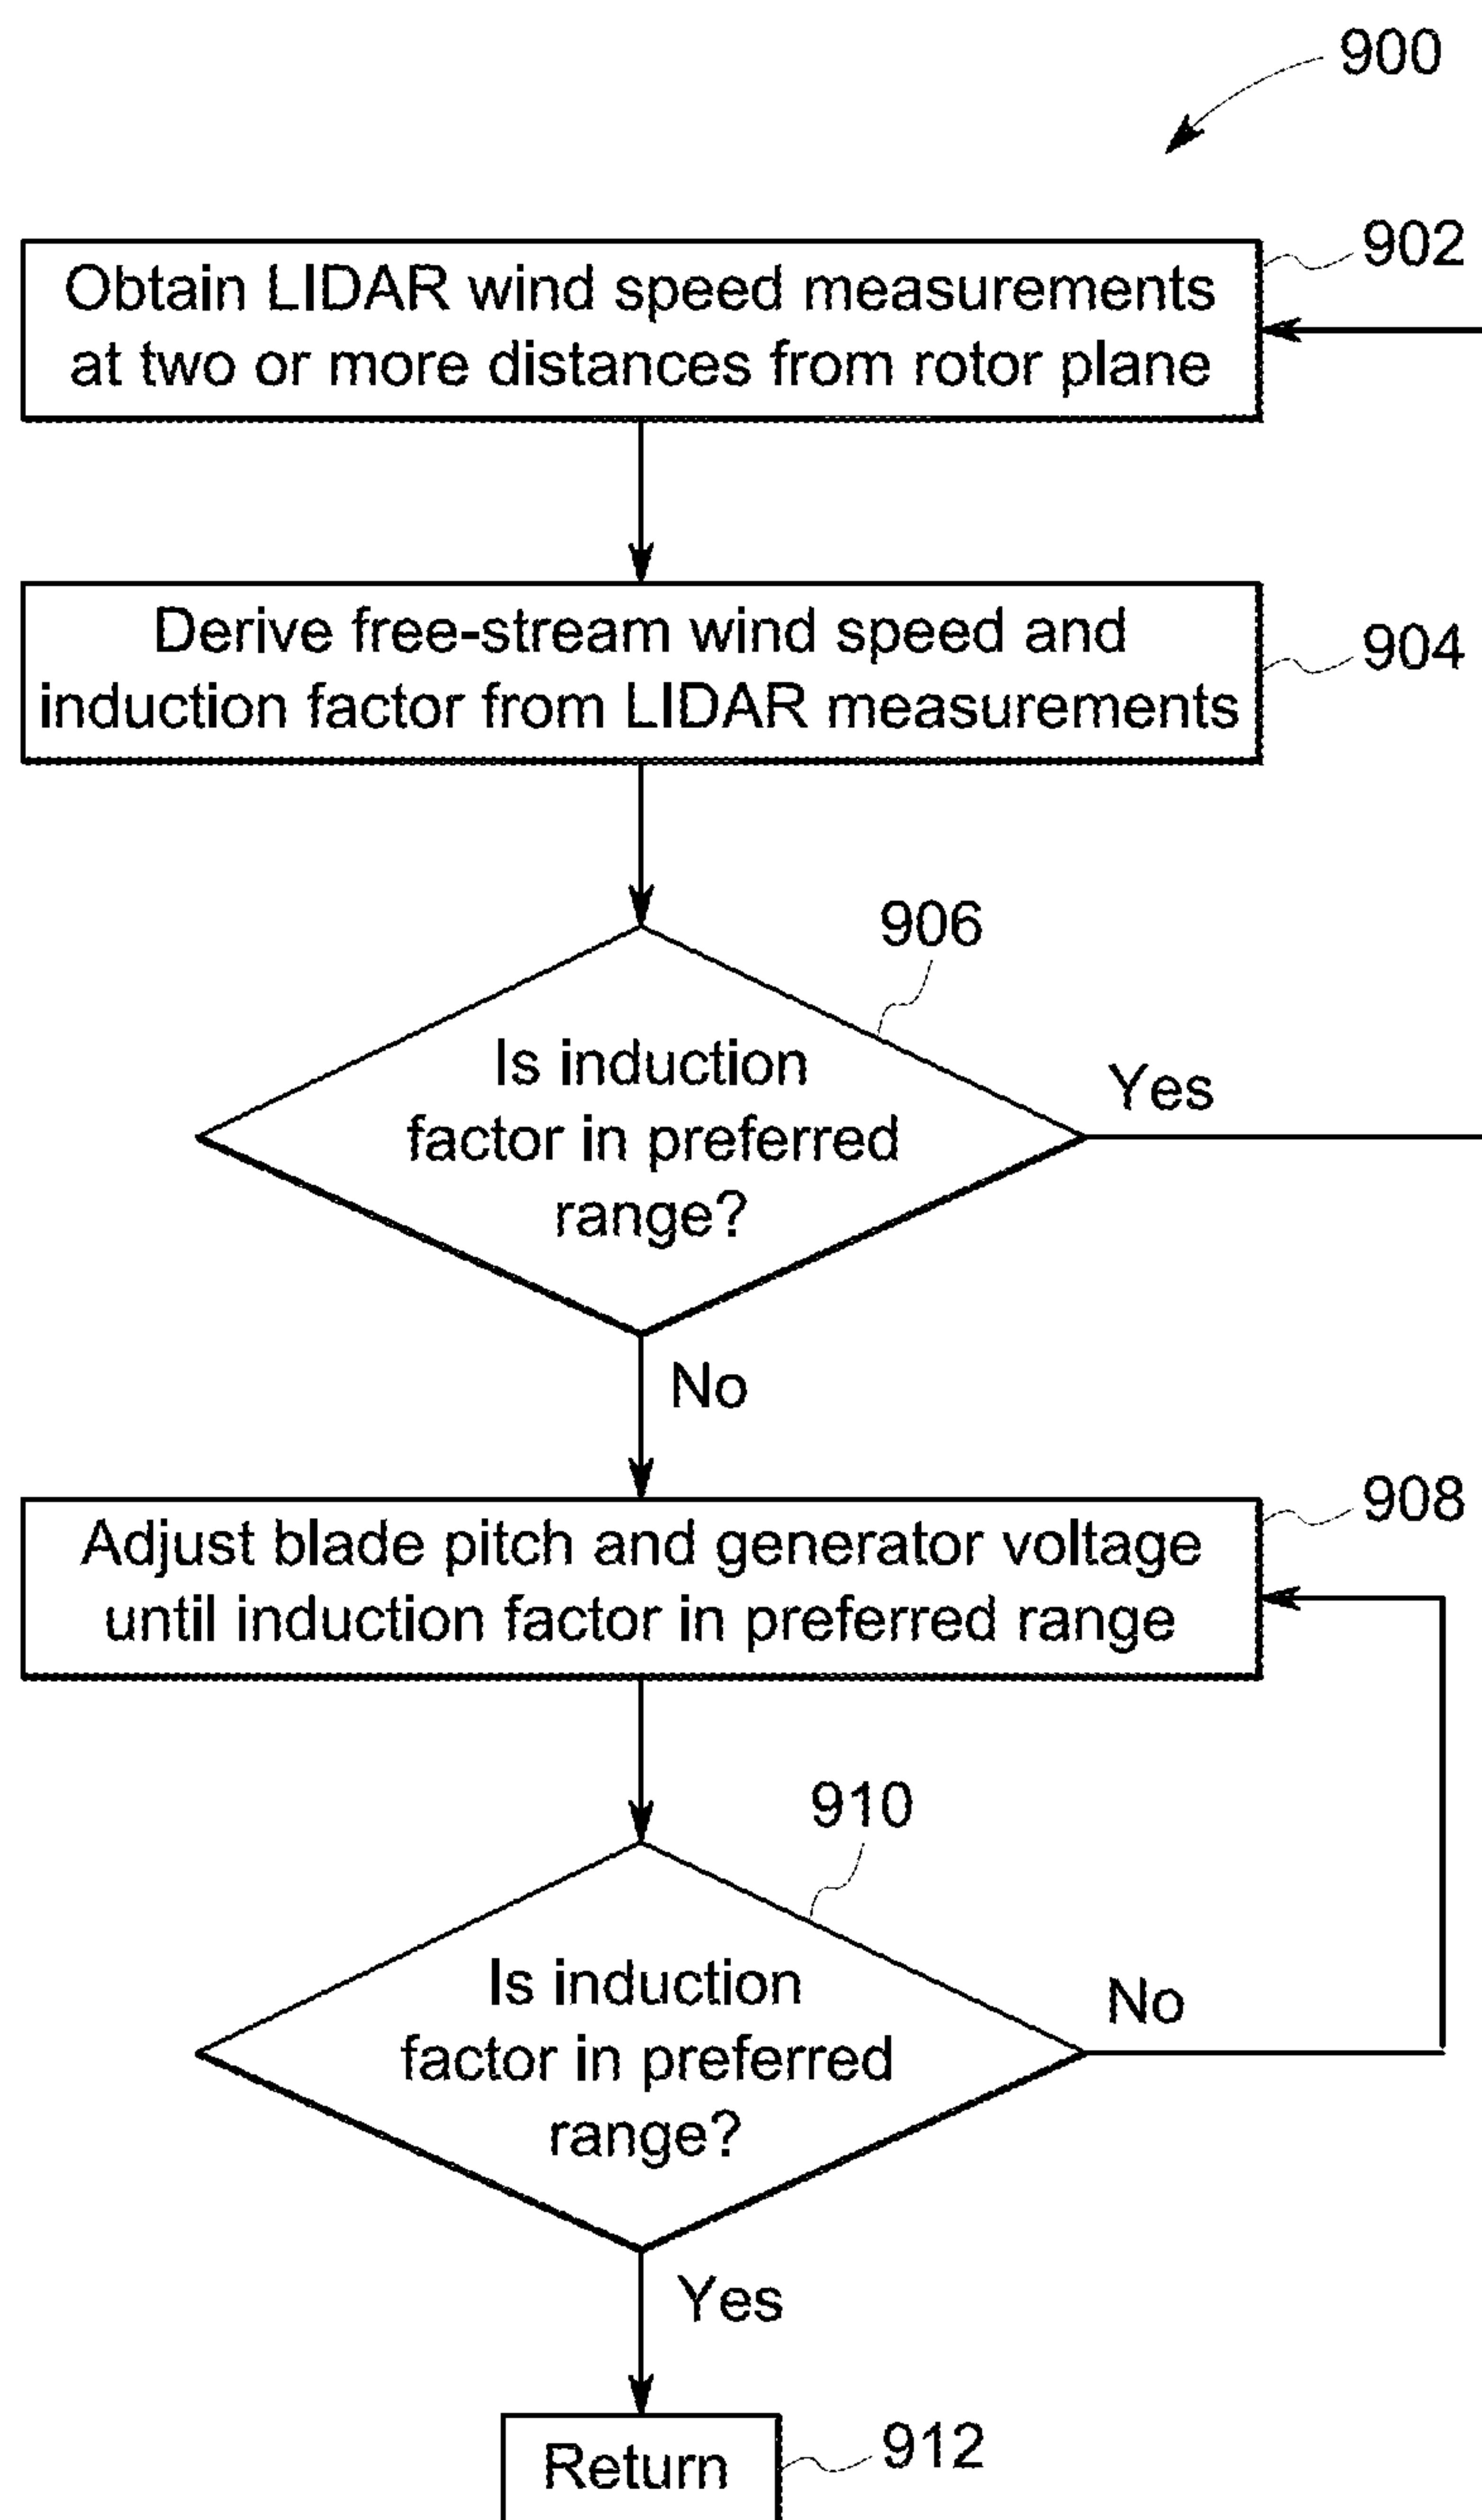 900
902
Obtain LIDAR wind speed measurements
at two or more distances from rotor plane
904
Derive free-stream wind speed and
induction factor from LIDAR measurements
906
Is induction
factor in preferred
range?
Yes
No
908
Adjust blade pitch and generator voltage
until induction factor in preferred range
910
Is induction
factor in preferred
range?
No
Yes
Return
912